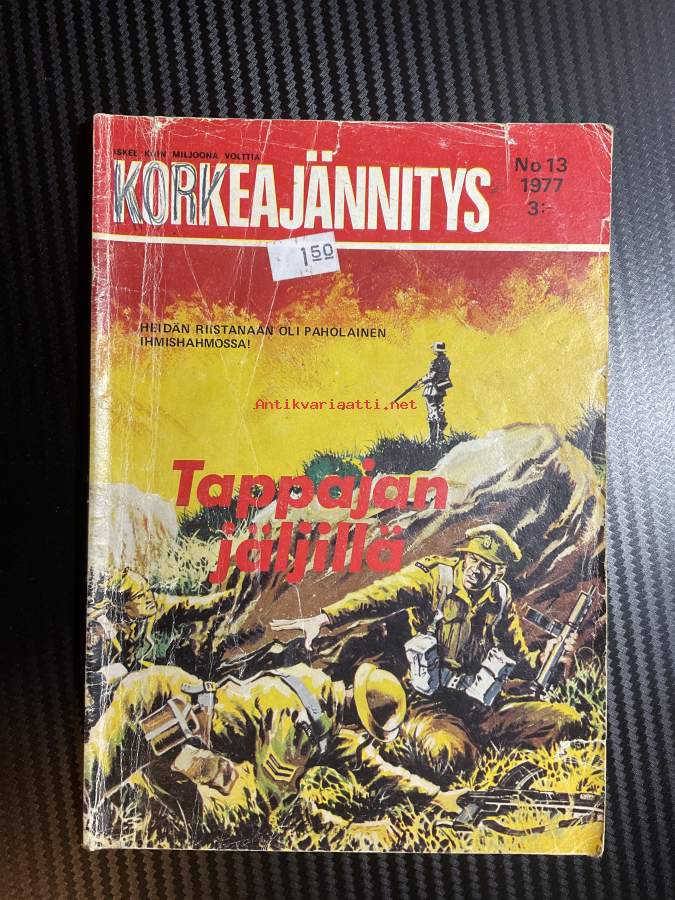 ISKEE KUIN MILJOONA VOLTTIA
KORKEAJÄNNITYS
No 13
1977
3:-
1 50
HEIDÄN RIISTANAAN OLI PAHOLAINEN
IHMISHAHMOSSA!
Antikvariaatti.net
Tappajan
jäljillä